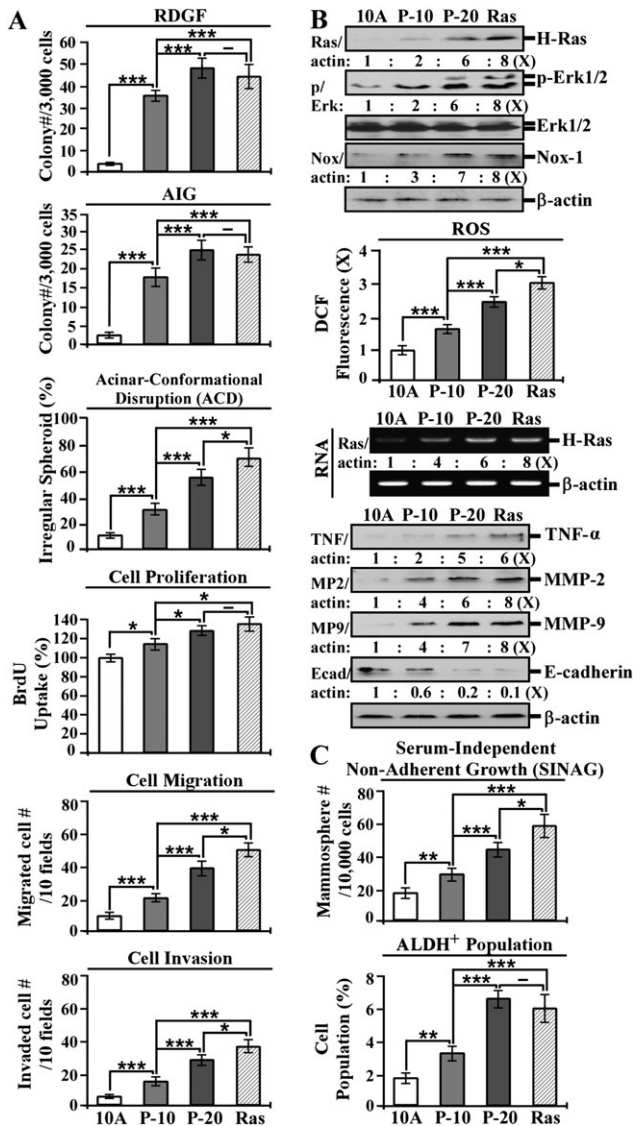 A
RDGF
Colony#/3,000 cells
60
50
40
30
20
10
0
*** *** *** –
AIG
Colony#/3,000 cells
35
30
25
20
15
10
5
0
*** *** *** –
Acinar-Conformational
Disruption (ACD)
Irregular Spheroid (%)
100
80
60
40
20
0
*** *** *** *
Cell Proliferation
BrdU
Uptake (%)
140
120
100
80
60
40
20
0
* * * –
Cell Migration
Migrated cell #
/10 fields
80
60
40
20
0
*** *** *** *
Cell Invasion
Invaded cell #
/10 fields
80
60
40
20
0
*** *** *** *
10A P-10 P-20 Ras
B
10A P-10 P-20 Ras
Ras/ H-Ras
actin: 1 : 2 : 6 : 8 (X)
p/ p-Erk1/2
Erk: 1 : 2 : 6 : 8 (X)
Erk1/2
Nox/ Nox-1
actin: 1 : 3 : 7 : 8 (X)
β-actin
ROS
DCF
Fluorescence (X)
4
3
2
1
0
*** *** *** *
10A P-10 P-20 Ras
RNA
10A P-10 P-20 Ras
Ras/ H-Ras
actin: 1 : 4 : 6 : 8 (X)
β-actin
10A P-10 P-20 Ras
TNF/ TNF-α
actin: 1 : 2 : 5 : 6 (X)
MP2/ MMP-2
actin: 1 : 4 : 6 : 8 (X)
MP9/ MMP-9
actin: 1 : 4 : 7 : 8 (X)
Ecad/ E-cadherin
actin: 1 : 0.6 : 0.2 : 0.1 (X)
β-actin
C
Serum-Independent
Non-Adherent Growth (SINAG)
Mammosphere #
/10,000 cells
80
60
40
20
0
** *** *** *
ALDH+ Population
Cell
Population (%)
8
6
4
2
0
** *** *** –
10A P-10 P-20 Ras